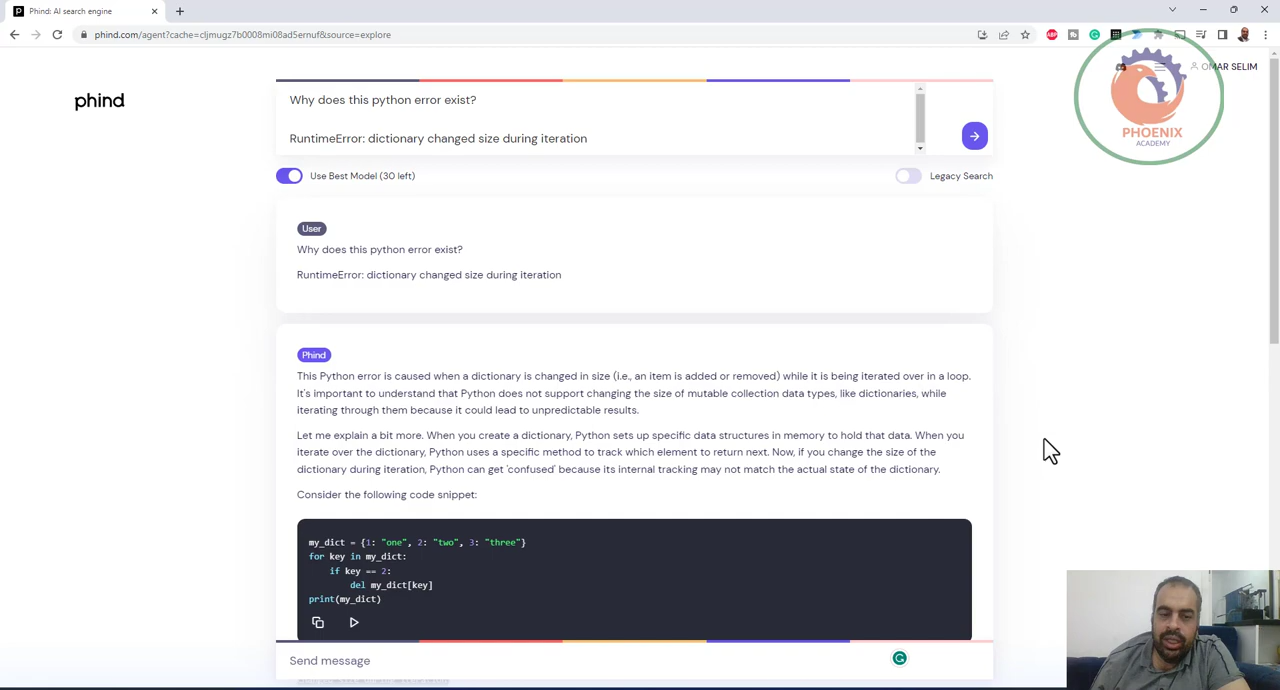 Phind: AI search engine
phind.com/agent?cache=cljmugz7b0008mi08ad5ernuf&source=explore
OMAR SELIM
phind
PHOENIX
ACADEMY
Why does this python error exist?
RuntimeError: dictionary changed size during iteration
Use Best Model (30 left)
Legacy Search
User
Why does this python error exist?
RuntimeError: dictionary changed size during iteration
Phind
This Python error is caused when a dictionary is changed in size (i.e., an item is added or removed) while it is being iterated over in a loop.
It's important to understand that Python does not support changing the size of mutable collection data types, like dictionaries, while
iterating through them because it could lead to unpredictable results.
Let me explain a bit more. When you create a dictionary, Python sets up specific data structures in memory to hold that data. When you
iterate over the dictionary, Python uses a specific method to track which element to return next. Now, if you change the size of the
dictionary during iteration, Python can get 'confused' because its internal tracking may not match the actual state of the dictionary.
Consider the following code snippet:
my_dict = {1: "one", 2: "two", 3: "three"}
for key in my_dict:
    if key == 2:
        del my_dict[key]
print(my_dict)
Send message